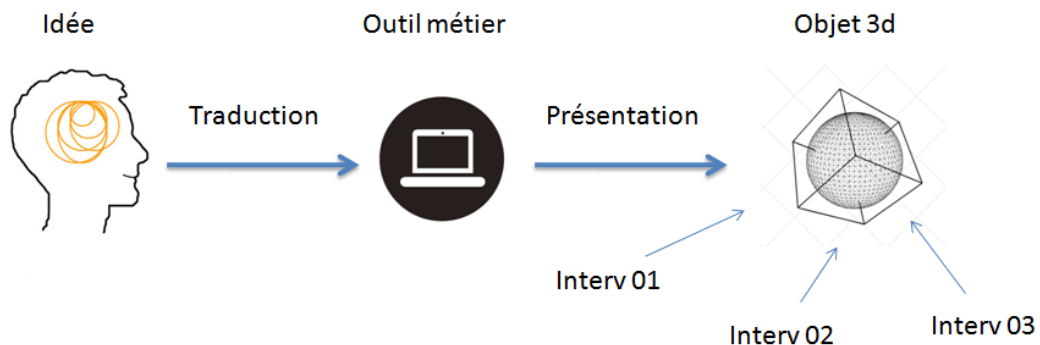 Idée
Outil métier
Objet 3d
Traduction
Présentation
Interv 01
Interv 02
Interv 03